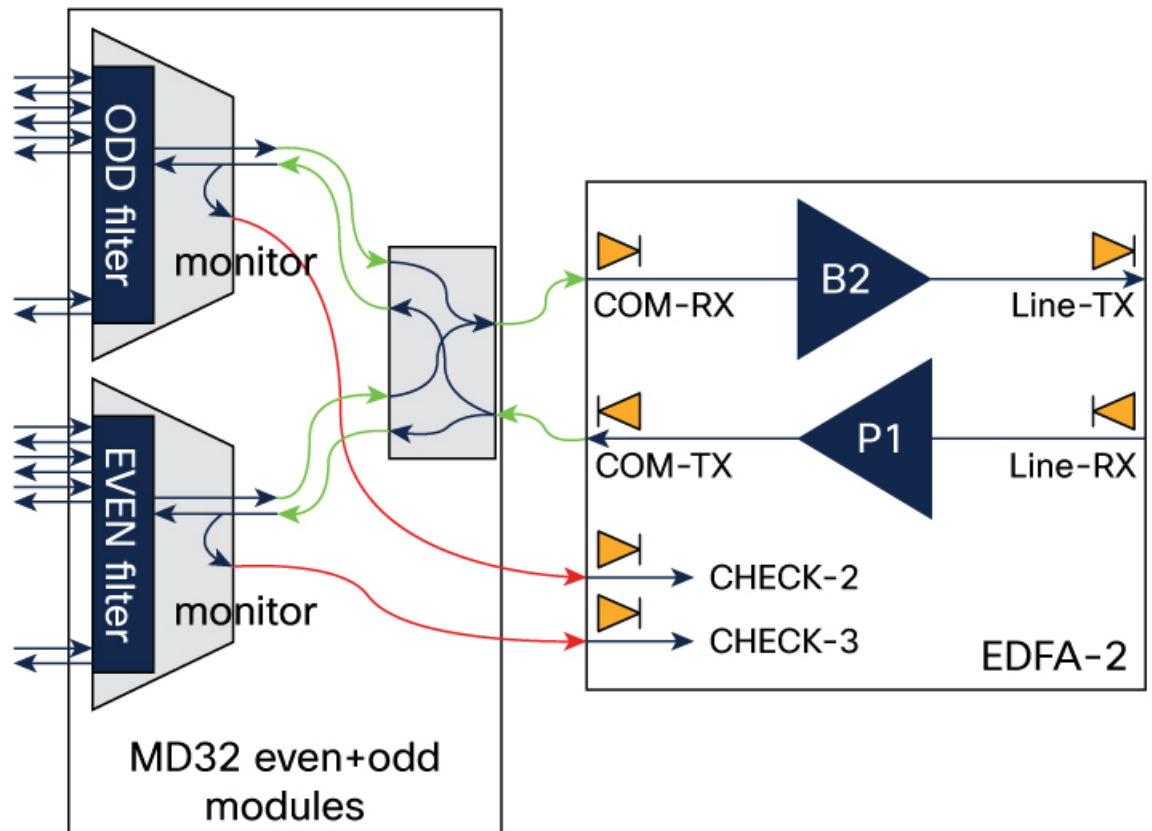 ODD filter
monitor
EVEN filter
monitor
MD32 even+odd
modules
B2
COM-RX
Line-TX
P1
COM-TX
Line-RX
CHECK-2
CHECK-3
EDFA-2